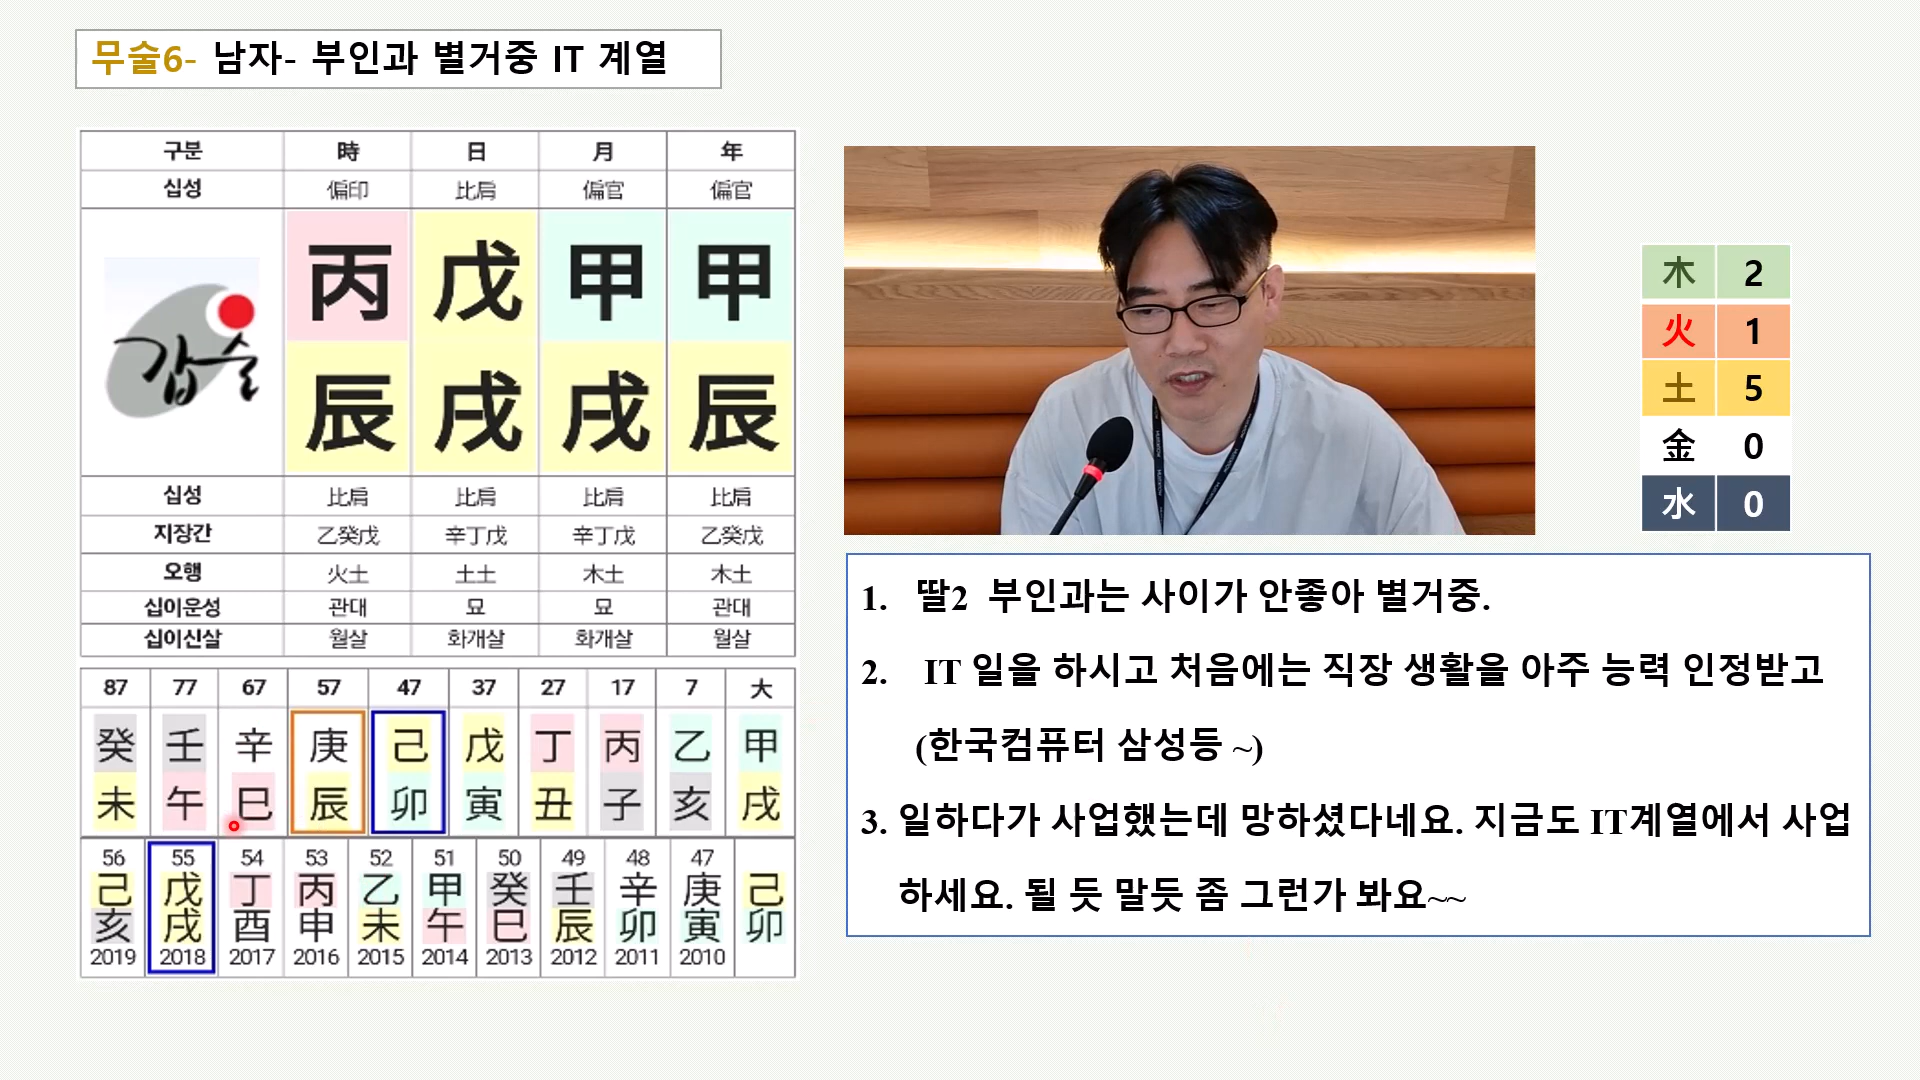 무술6- 남자- 부인과 별거중 IT 계열
구분 時 日 月 年
십성 偏印 比肩 偏官 偏官
丙 戊 甲 甲
갑술
辰 戌 戌 辰
십성 比肩 比肩 比肩 比肩
지장간 乙癸戊 辛丁戊 辛丁戊 乙癸戊
오행 火土 土土 木土 木土
십이운성 관대 묘 묘 관대
십이신살 월살 화개살 화개살 월살
87 77 67 57 47 37 27 17 7 大
癸 壬 辛 庚 己 戊 丁 丙 乙 甲
未 午 巳 辰 卯 寅 丑 子 亥 戌
56 55 54 53 52 51 50 49 48 47
己 戊 丁 丙 乙 甲 癸 壬 辛 庚 己
亥 戌 酉 申 未 午 巳 辰 卯 寅 卯
2019 2018 2017 2016 2015 2014 2013 2012 2011 2010
木 2
火 1
土 5
金 0
水 0
1. 딸2 부인과는 사이가 안좋아 별거중.
2. IT 일을 하시고 처음에는 직장 생활을 아주 능력 인정받고
(한국컴퓨터 삼성등 ~)
3. 일하다가 사업했는데 망하셨다네요. 지금도 IT계열에서 사업
하세요. 될 듯 말듯 좀 그런가 봐요~~